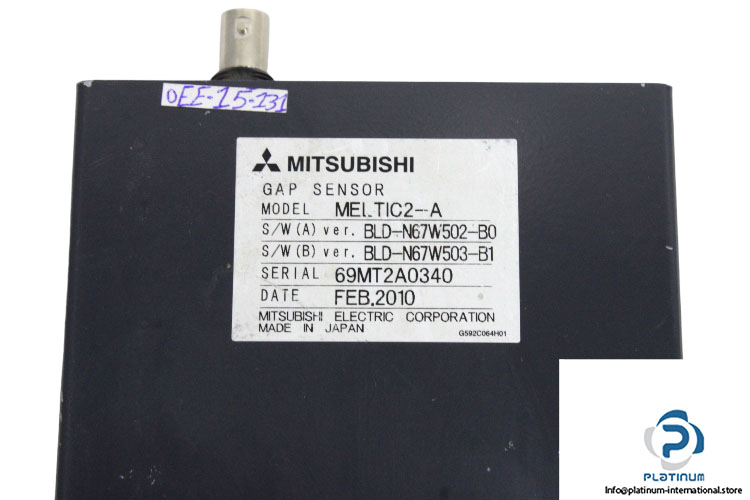 0EE-15-131
MITSUBISHI
GAP SENSOR
MODEL MELTIC2-A
S/W (A) ver. BLD-N67W502-B0
S/W (B) ver. BLD-N67W503-B1
SERIAL 69MT2A0340
DATE FEB.2010
MITSUBISHI ELECTRIC CORPORATION
MADE IN JAPAN G592C064H01
PLATINUM
Info@platinum-international.store